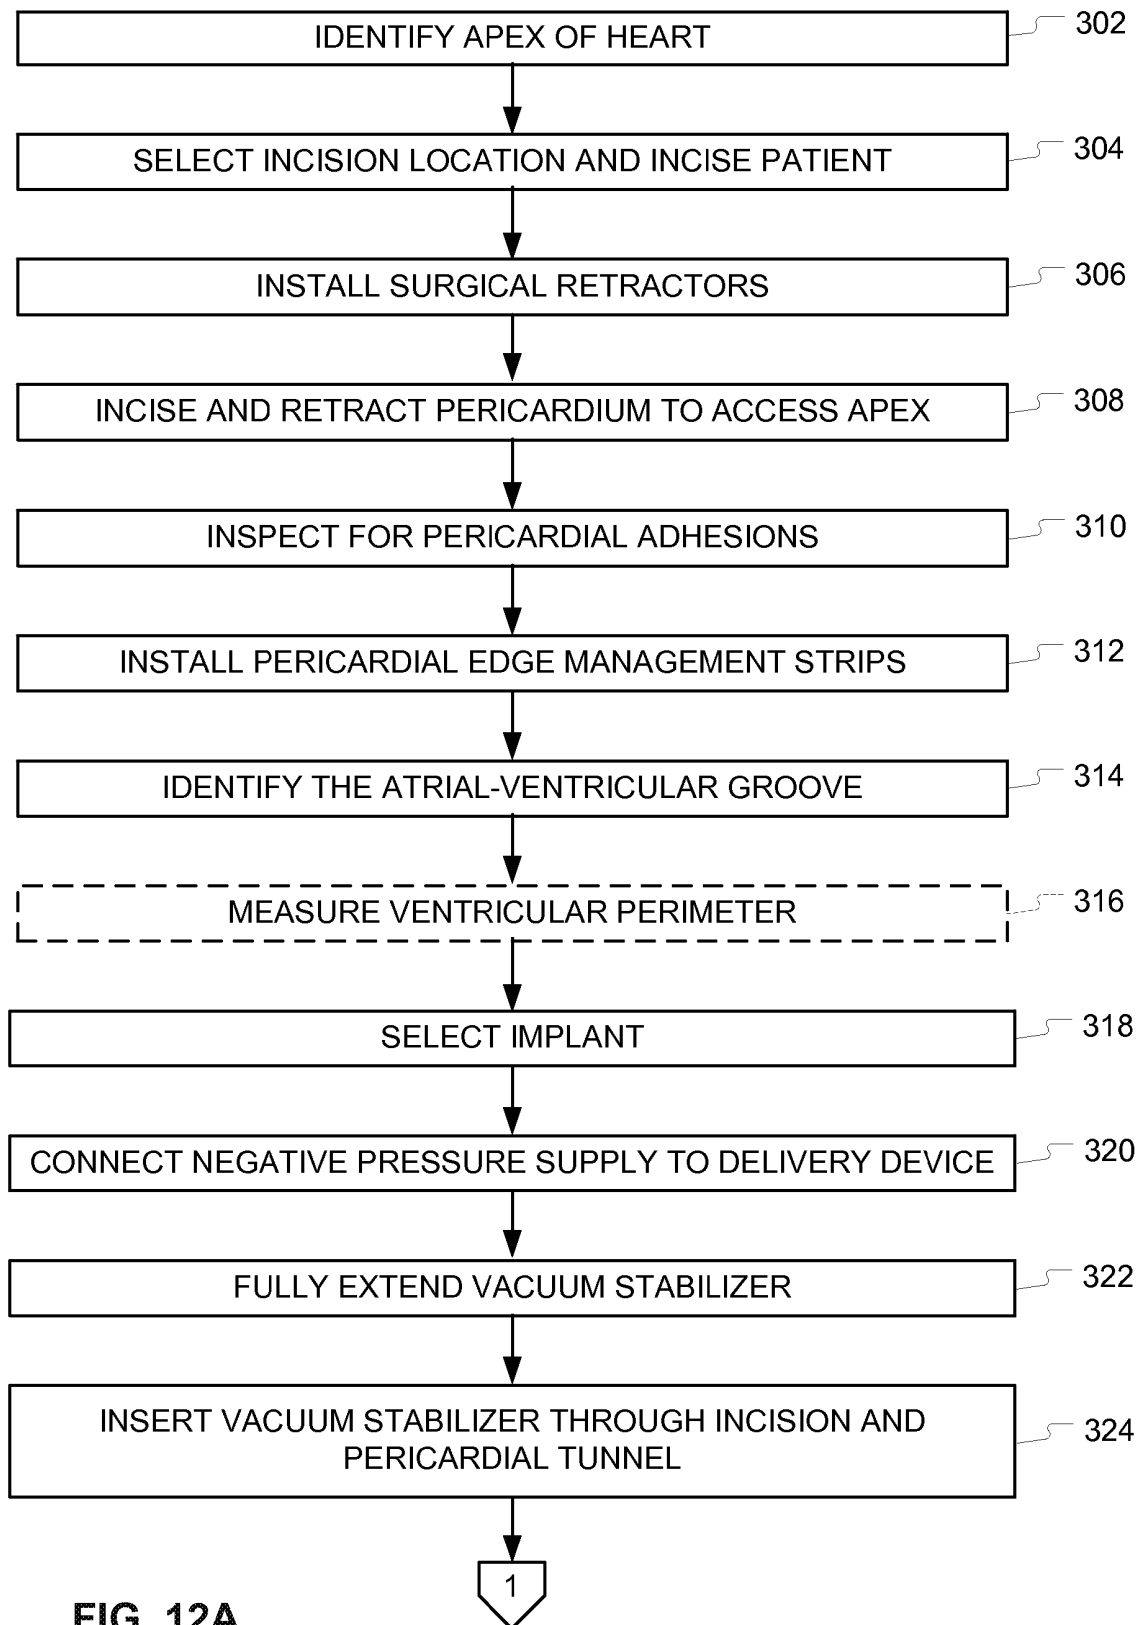 IDENTIFY APEX OF HEART
302
SELECT INCISION LOCATION AND INCISE PATIENT
304
INSTALL SURGICAL RETRACTORS
306
INCISE AND RETRACT PERICARDIUM TO ACCESS APEX
308
INSPECT FOR PERICARDIAL ADHESIONS
310
INSTALL PERICARDIAL EDGE MANAGEMENT STRIPS
312
IDENTIFY THE ATRIAL-VENTRICULAR GROOVE
314
MEASURE VENTRICULAR PERIMETER
316
SELECT IMPLANT
318
CONNECT NEGATIVE PRESSURE SUPPLY TO DELIVERY DEVICE
320
FULLY EXTEND VACUUM STABILIZER
322
INSERT VACUUM STABILIZER THROUGH INCISION AND
PERICARDIAL TUNNEL
324
1
FIG. 12A